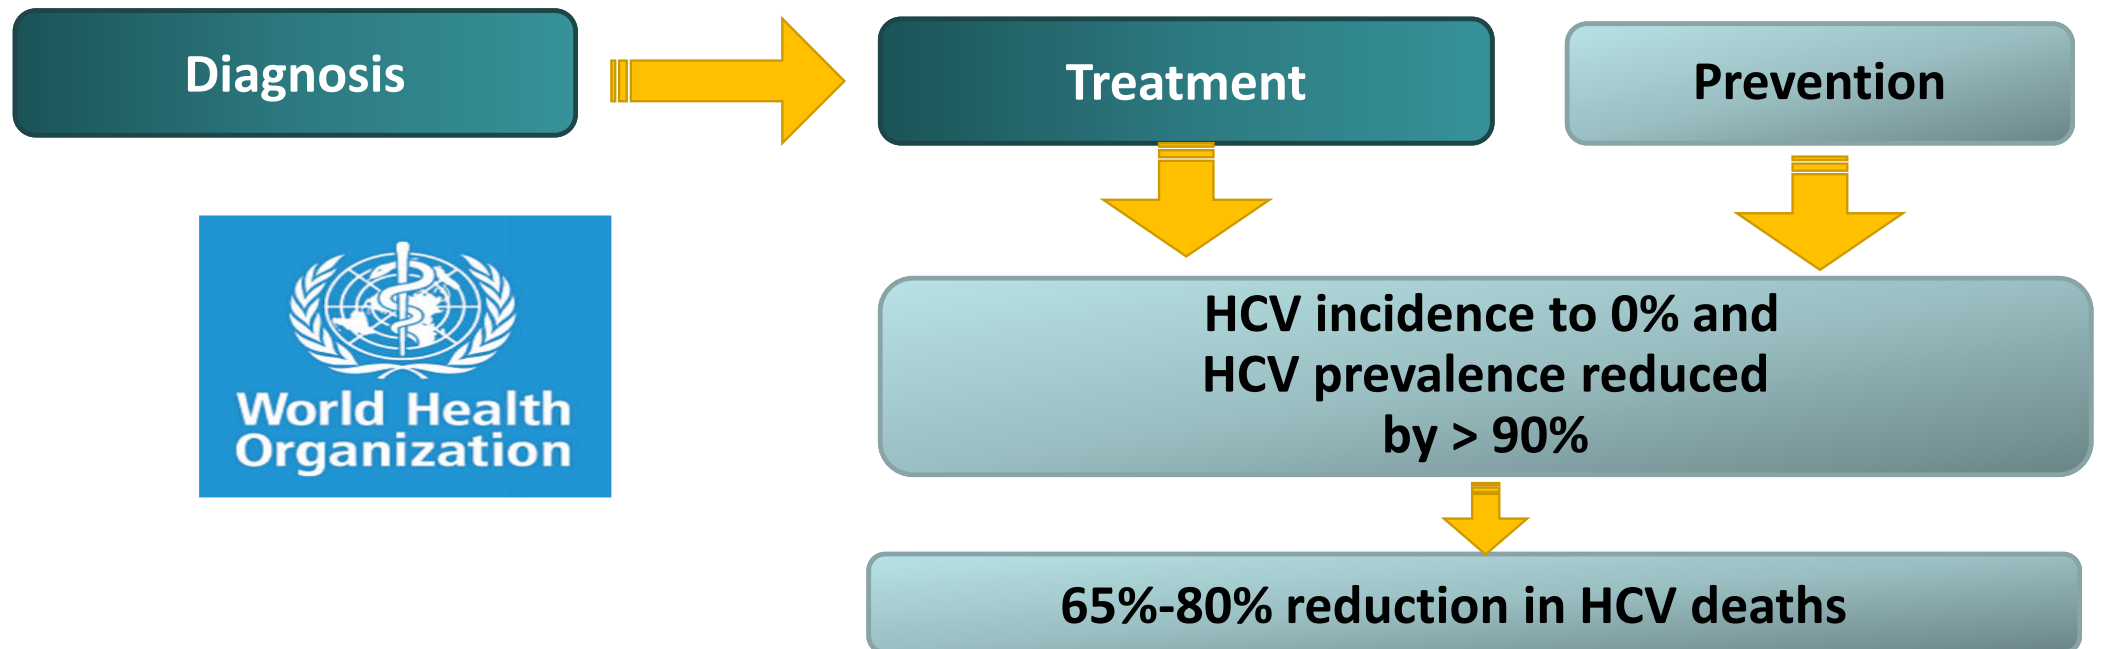 Diagnosis
Treatment
Prevention
World Health
Organization
HCV incidence to 0% and
HCV prevalence reduced
by > 90%
65%-80% reduction in HCV deaths